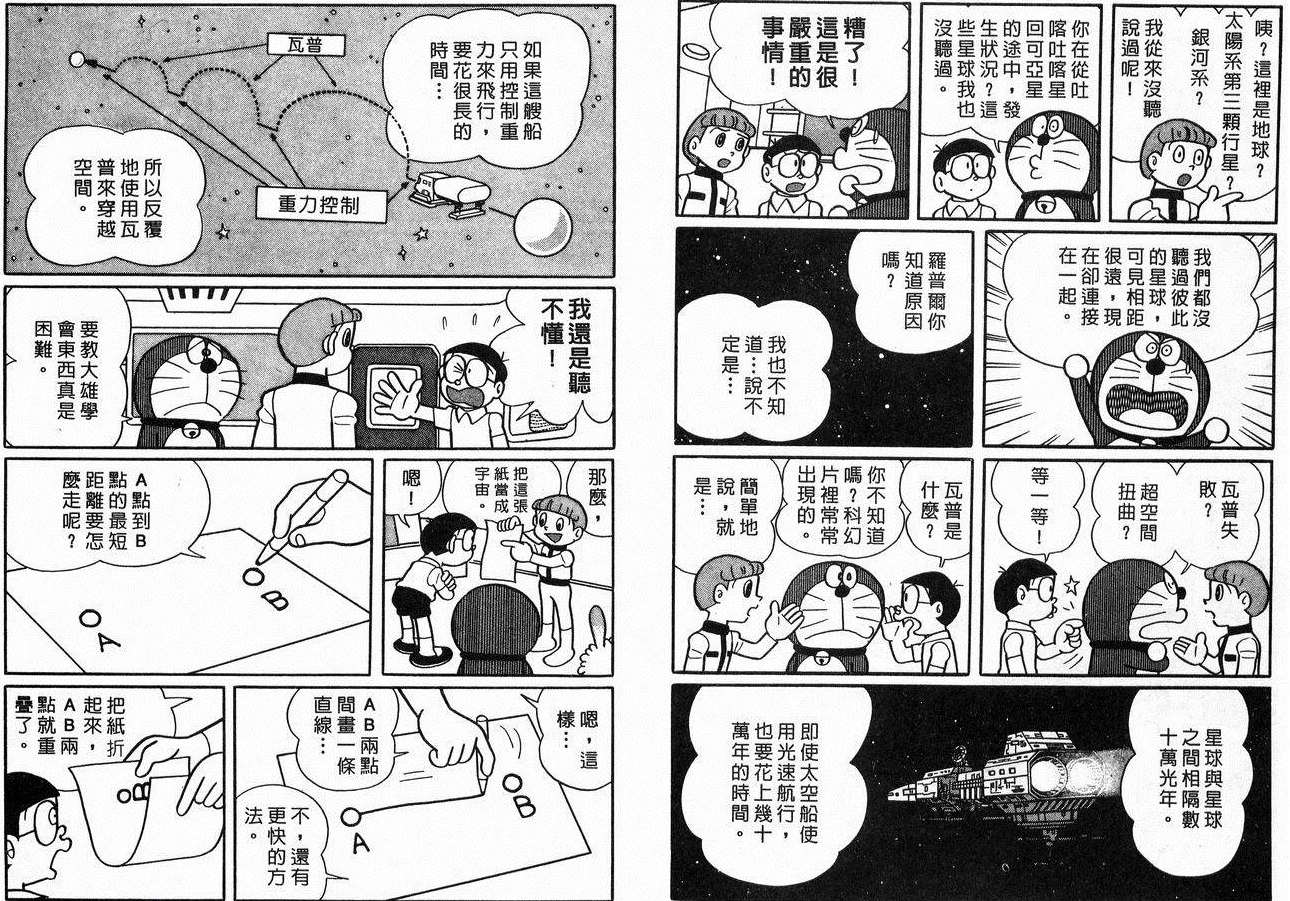 咦？這裡是地球？
太陽系第三顆行星？
銀河系？
我從來沒聽
說過呢！
你在從吐
喀吐喀星
回可亞星
的途中，發
生狀況？這
些星球我也
沒聽過。
糟了！
這是很
嚴重的
事情！
我們都沒
聽過彼此
的星球，
可見相距
很遠，現
在卻連接
在一起。
羅普爾你
知道原因
嗎？
我也不知
道…說不
定是…
瓦普失
敗？
超空間
扭曲？
等一等！
瓦普是
什麼？
你不知道
嗎？科幻
片裡常常
出現的。
簡單地
說，就
是…
星球與星球
之間相隔數
十萬光年。
即使太空船使
用光速航行，
也要花上幾十
萬年的時間。
如果這艘船
只用控制重
力來飛行，
要花很長的
時間…
瓦普
重力控制
所以反覆
地使用瓦
普來穿越
空間。
我還是聽
不懂！
要教大雄學
會東西真是
困難。
那麼，
把這張
紙當成
宇宙。
嗯！
A點到B
點的最短
距離要怎
麼走呢？
A
B
嗯，這
樣…
AB兩點
間畫一條
直線…
不，還有
更快的方
法。
A
B
把紙折
起來，
AB兩
點就重
疊了。
B